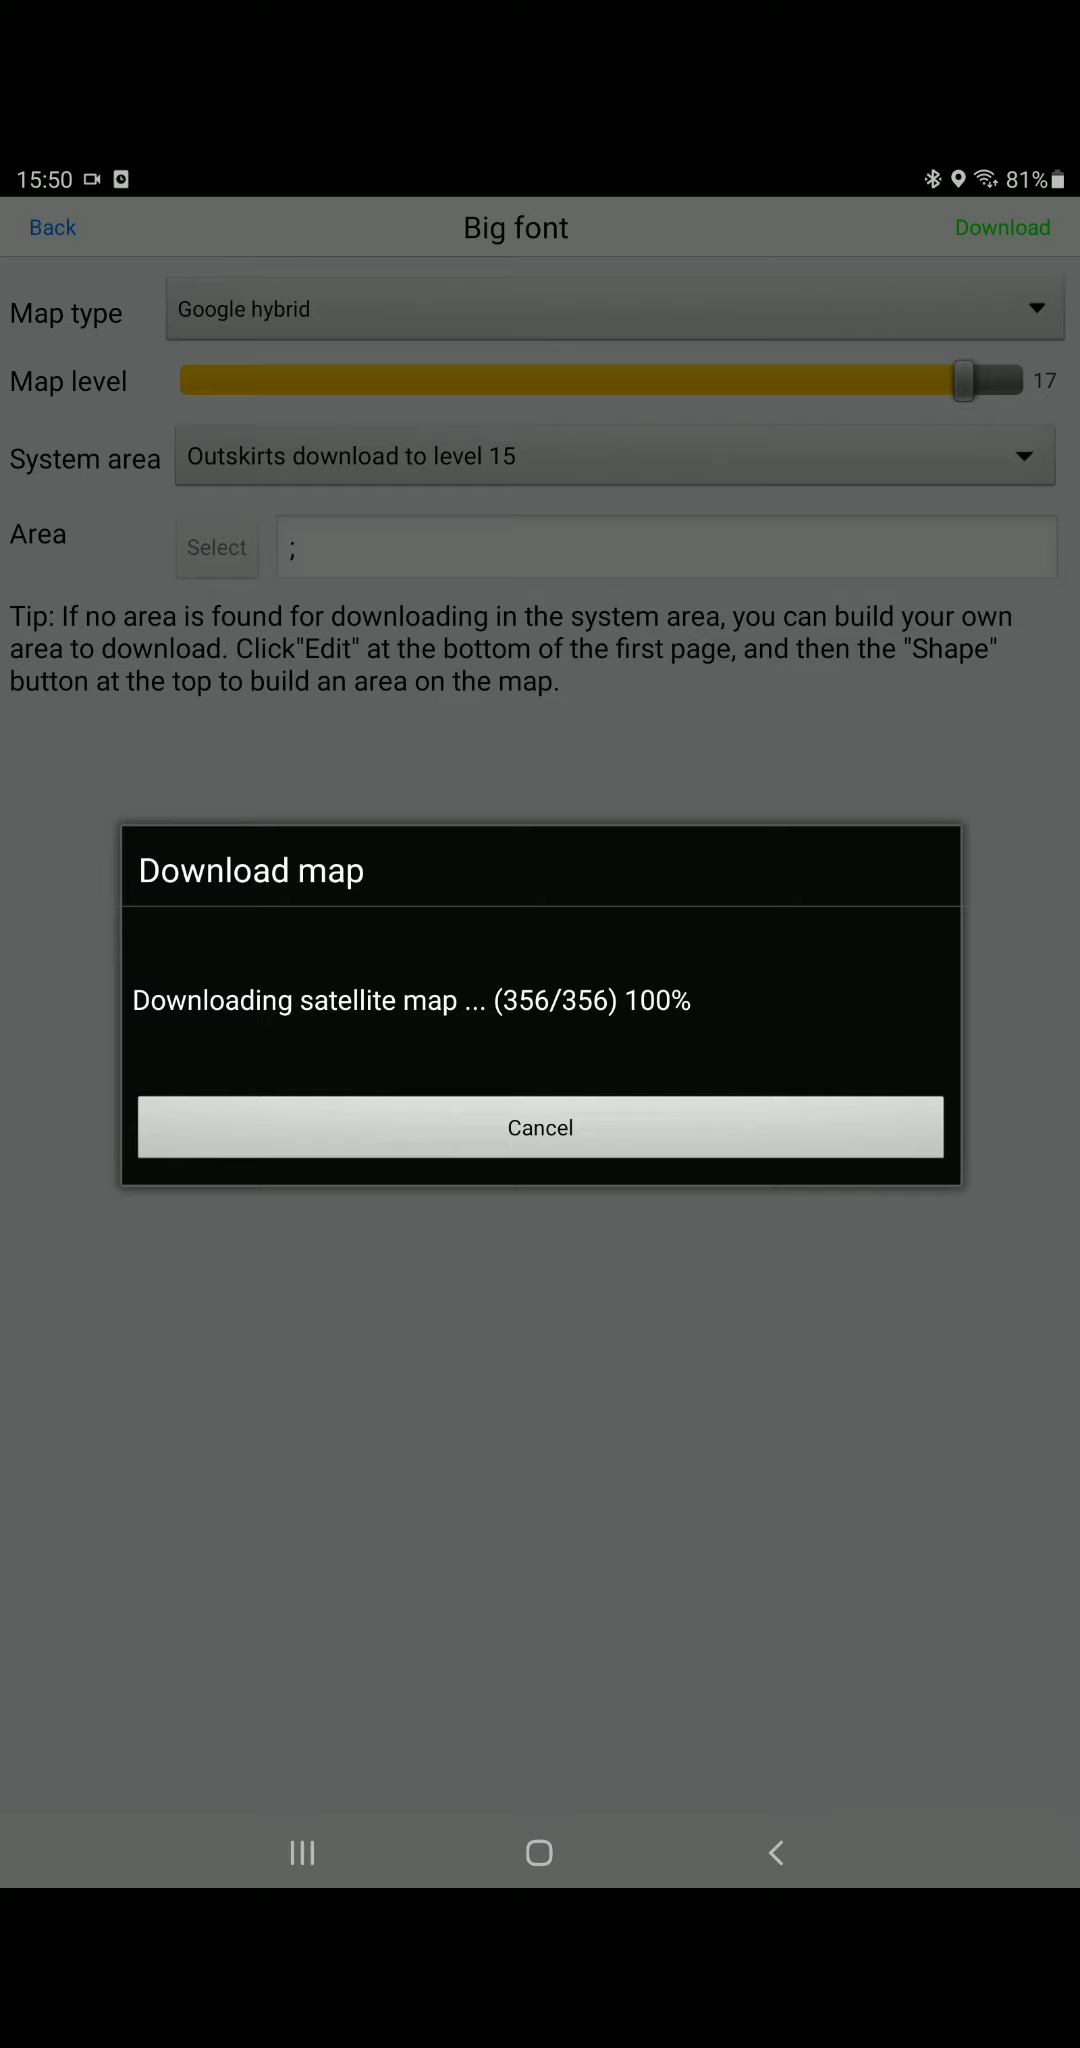 15:50
81%
Back
Big font
Download
Map type
Google hybrid
Map level
17
System area
Outskirts download to level 15
Area
Select
;
Tip: If no area is found for downloading in the system area, you can build your own
area to download. Click"Edit" at the bottom of the first page, and then the "Shape"
button at the top to build an area on the map.
Download map
Downloading satellite map ... (356/356) 100%
Cancel